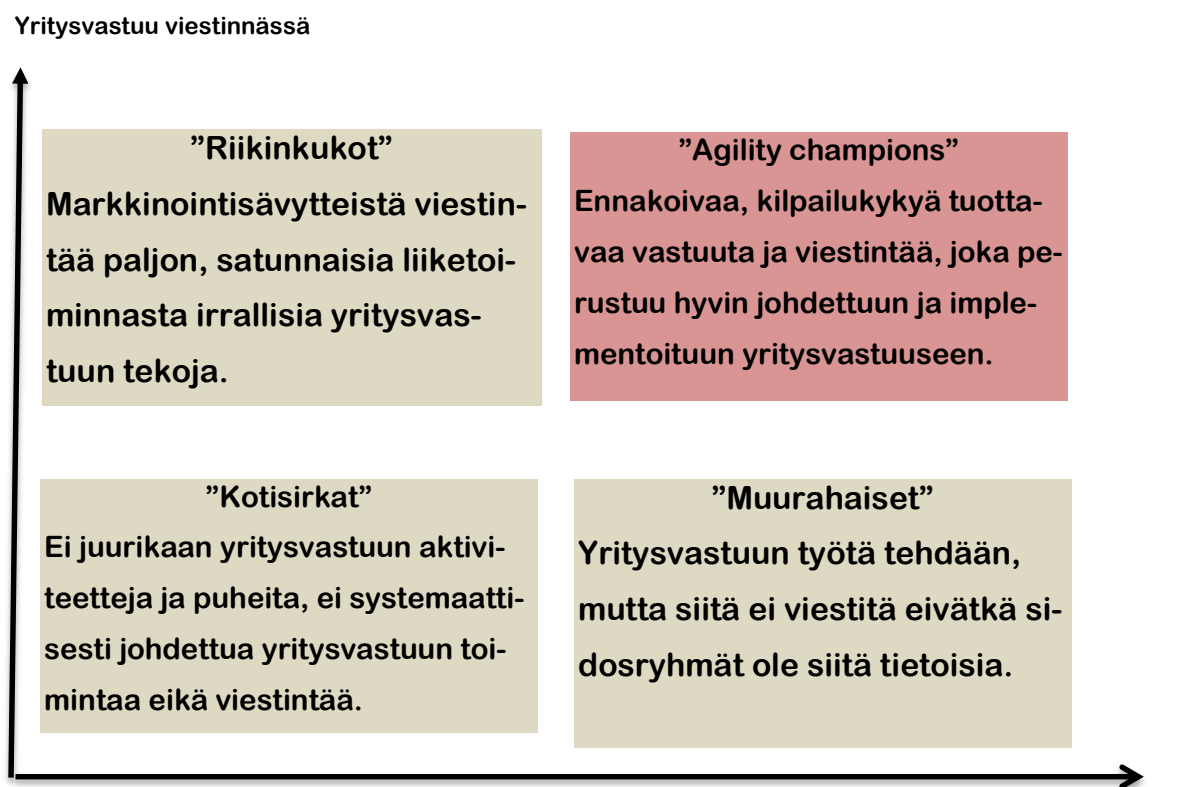 Yritysvastuu viestinnässä
”Riikinkukot”
Markkinointisävytteistä viestin-
tää paljon, satunnaisia liiketoi-
minnasta irrallisia yritysvas-
tuun tekoja.
”Agility champions”
Ennakoivaa, kilpailukykyä tuotta-
vaa vastuuta ja viestintää, joka pe-
rustuu hyvin johdettuun ja imple-
mentoituun yritysvastuuseen.
”Kotisirkat”
Ei juurikaan yritysvastuun aktivi-
teetteja ja puheita, ei systemaatti-
sesti johdettua yritysvastuun toi-
mintaa eikä viestintää.
”Muurahaiset”
Yritysvastuun työtä tehdään,
mutta siitä ei viestitä eivätkä si-
dosryhmät ole siitä tietoisia.